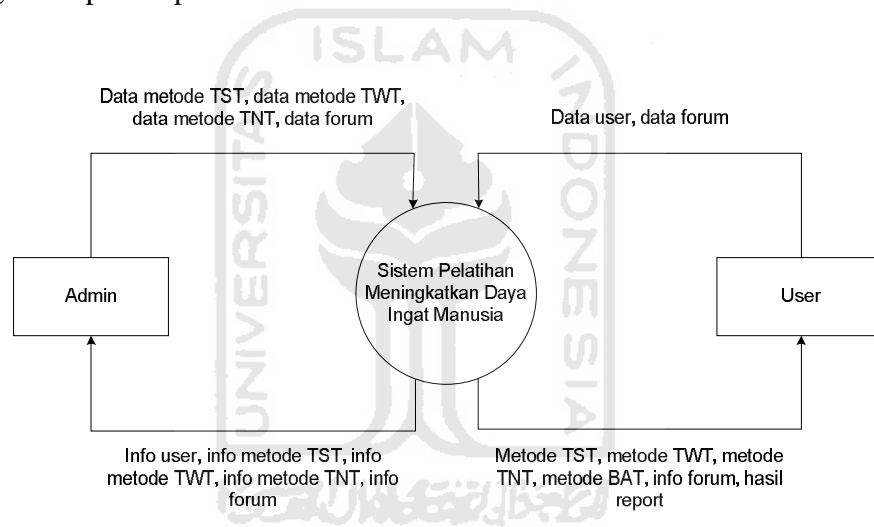 ISLAM
UNIVERSITAS
INDONESIA
Data metode TST, data metode TWT,
data metode TNT, data forum
Data user, data forum
Admin
Sistem Pelatihan
Meningkatkan Daya
Ingat Manusia
User
Info user, info metode TST, info
metode TWT, info metode TNT, info
forum
Metode TST, metode TWT, metode
TNT, metode BAT, info forum, hasil
report